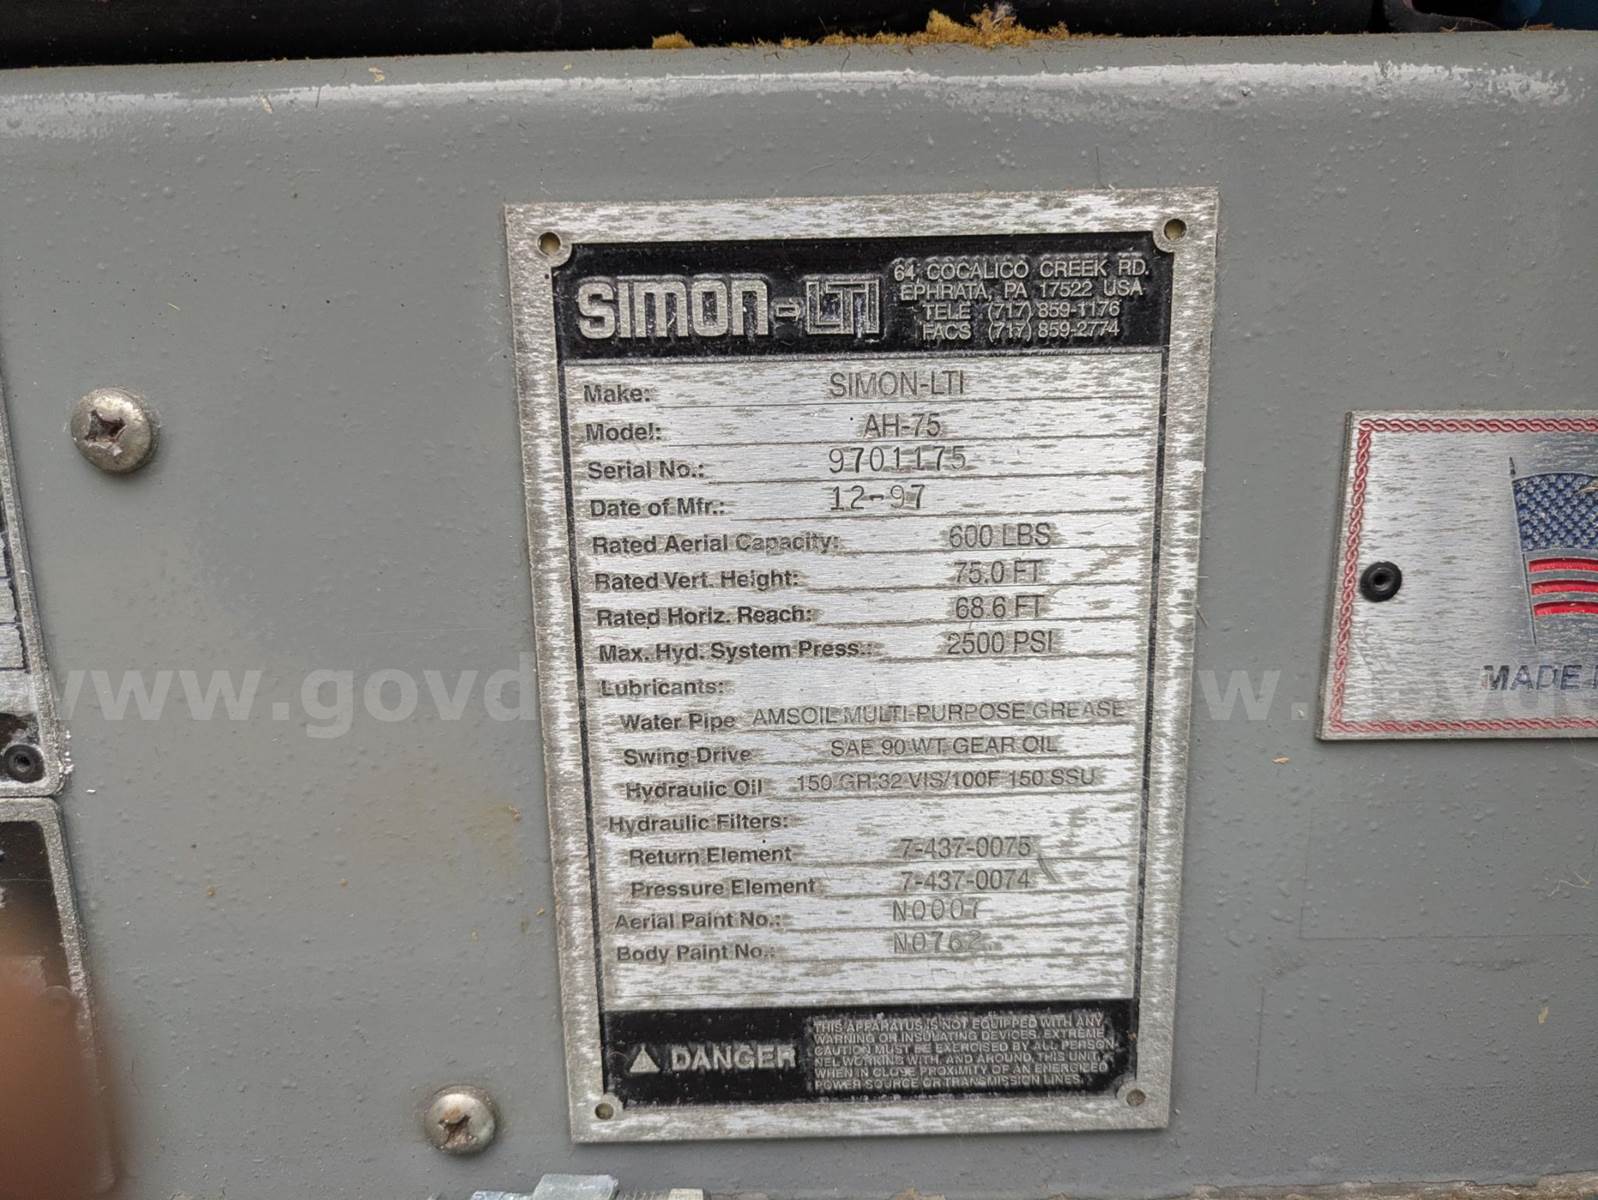 SIMON-LTI
64 COCALICO CREEK RD.
EPHRATA, PA 17522 USA
TELE (717) 859-1176
FACS (717) 859-2774
Make: SIMON-LTI
Model: AH-75
Serial No.: 9701175
Date of Mfr.: 12-97
Rated Aerial Capacity: 600 LBS
Rated Vert. Height: 75.0 FT
Rated Horiz. Reach: 68.6 FT
Max. Hyd. System Press.: 2500 PSI
Lubricants:
Water Pipe AMSOIL MULTI-PURPOSE GREASE
Swing Drive SAE 90 WT GEAR OIL
Hydraulic Oil 150 GR 32 VIS/100F 150 SSU
Hydraulic Filters:
Return Element 7-437-0075
Pressure Element 7-437-0074
Aerial Paint No.: N0007
Body Paint No.: N0762
DANGER
THIS APPARATUS IS NOT EQUIPPED WITH ANY
WARNING OR INSULATING DEVICES. EXTREME
CAUTION MUST BE EXERCISED BY ALL PERSON-
NEL WORKING WITH, AND AROUND, THIS UNIT,
WHEN IN CLOSE PROXIMITY OF AN ENERGIZED
POWER SOURCE OR TRANSMISSION LINES.
MADE
www.govd